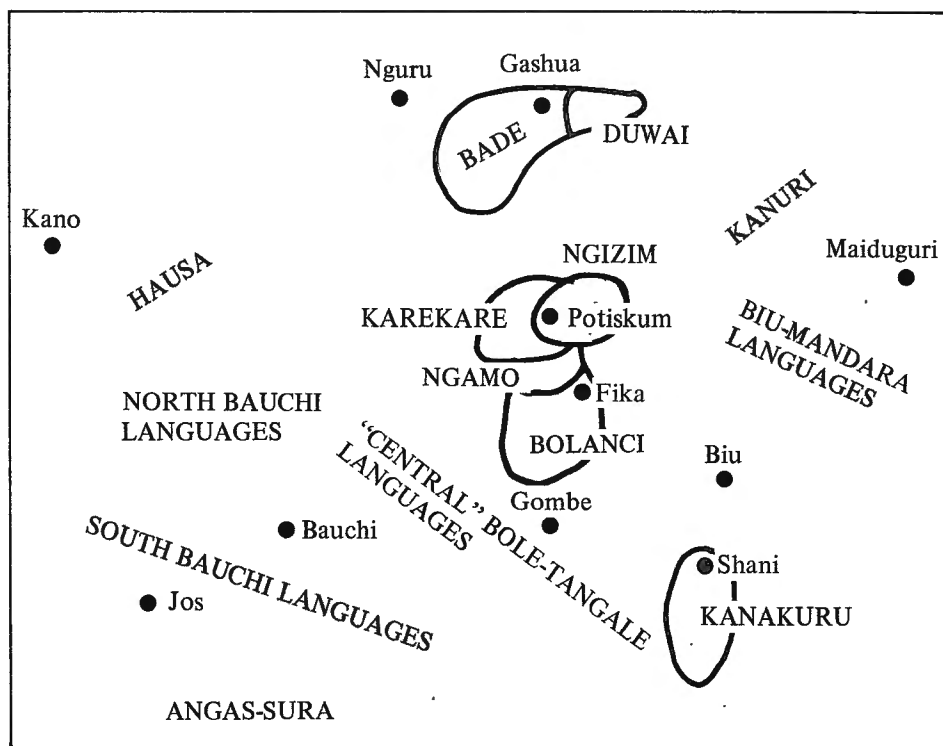 Gashua
Nguru
BADE
DUWAI
KANURI
Kano
HAUSA
NGIZIM
Maiduguri
KAREKARE
Potiskum
BIU-MANDARA
LANGUAGES
NGAMO
Fika
NORTH BAUCHI
LANGUAGES
BOLANCI
"CENTRAL" BOLE-TANGALE
LANGUAGES
Biu
Gombe
Bauchi
SOUTH BAUCHI LANGUAGES
Shani
Jos
KANAKURU
ANGAS-SURA